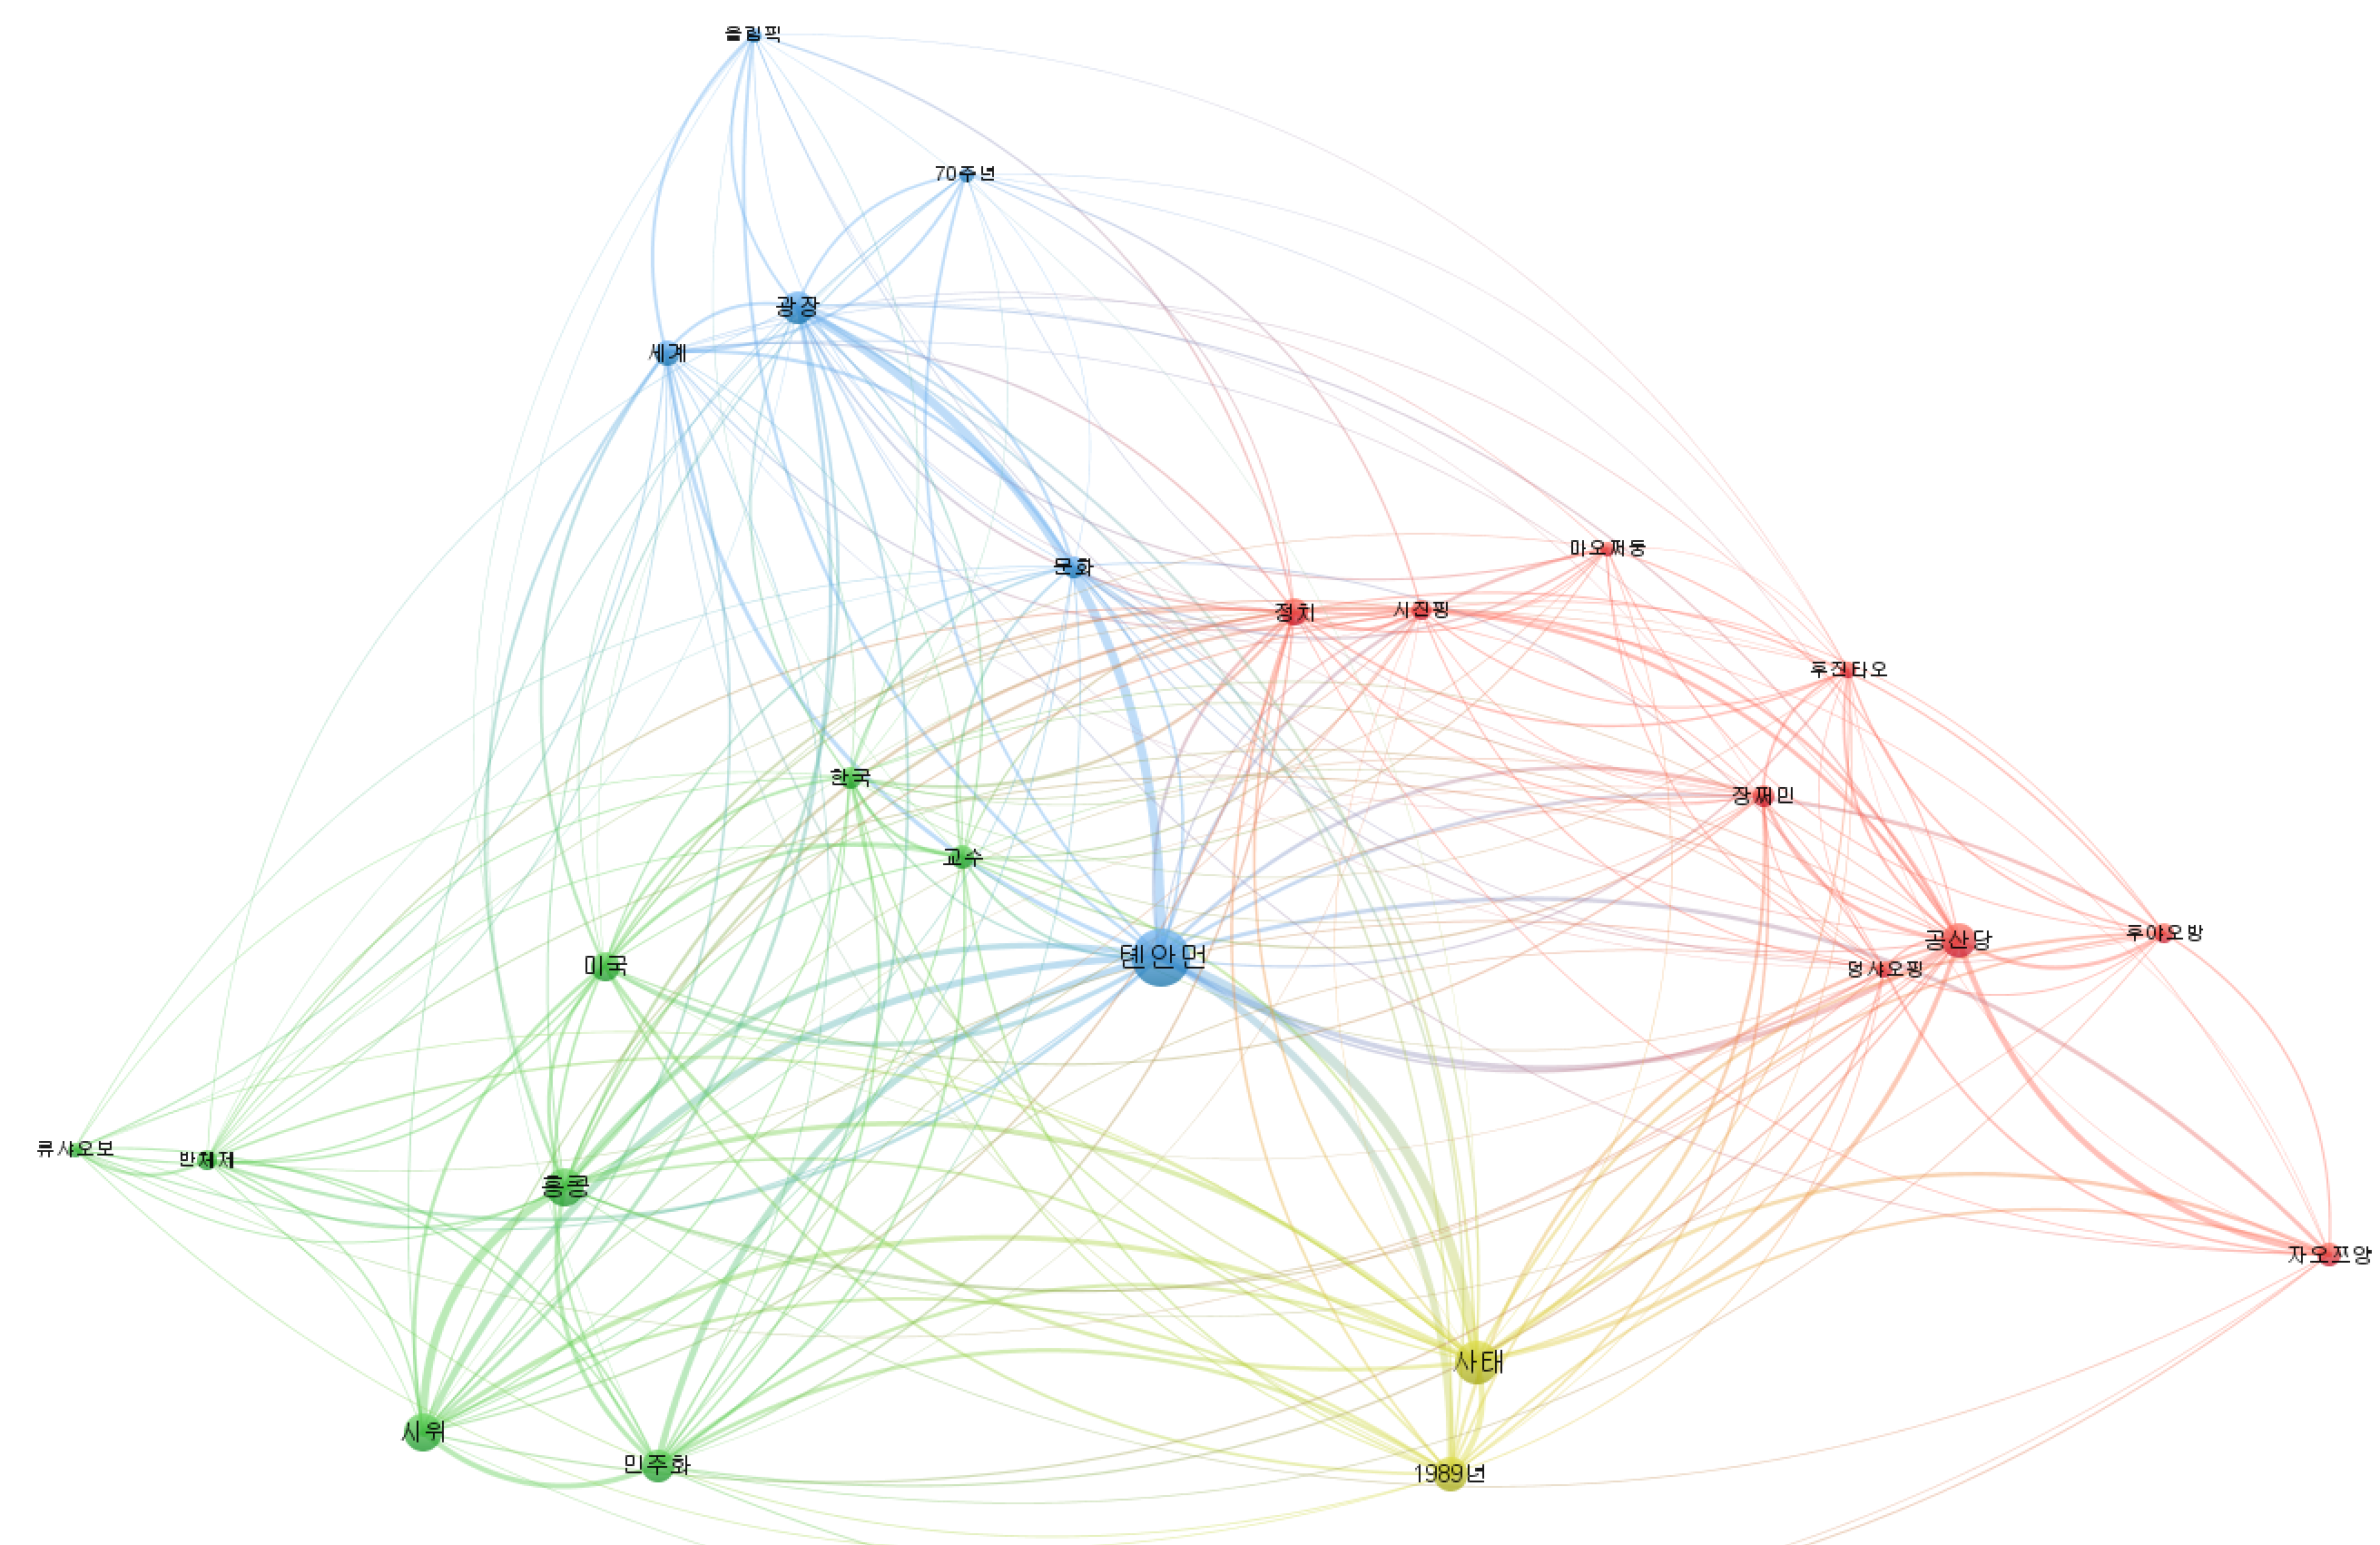 올림픽
70주년
광장
세계
문화
마오쩌둥
정치
시진핑
후진타오
한국
장쩌민
교수
톈안먼
공산당
후야오방
미국
덩샤오핑
류샤오보
반체제
홍콩
자오쯔양
사태
시위
민주화
1989년